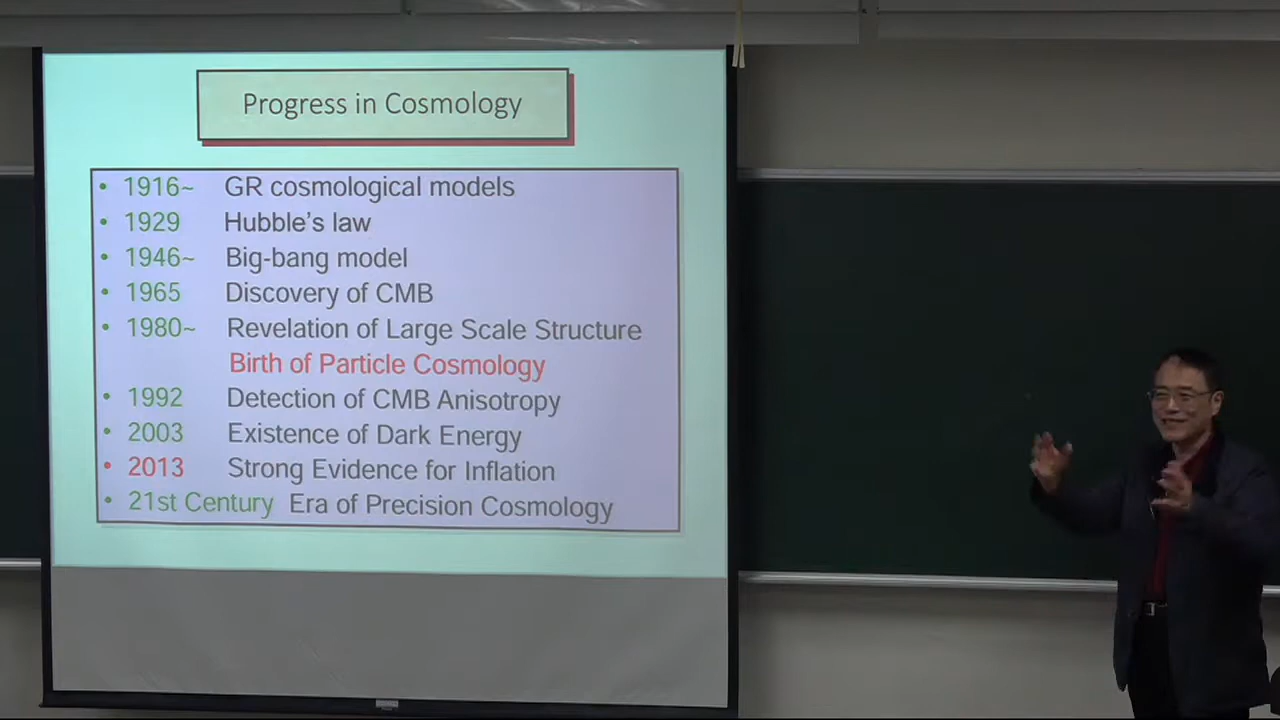 Progress in Cosmology
• 1916~ GR cosmological models
• 1929 Hubble's law
• 1946~ Big-bang model
• 1965 Discovery of CMB
• 1980~ Revelation of Large Scale Structure
Birth of Particle Cosmology
• 1992 Detection of CMB Anisotropy
• 2003 Existence of Dark Energy
• 2013 Strong Evidence for Inflation
• 21st Century Era of Precision Cosmology